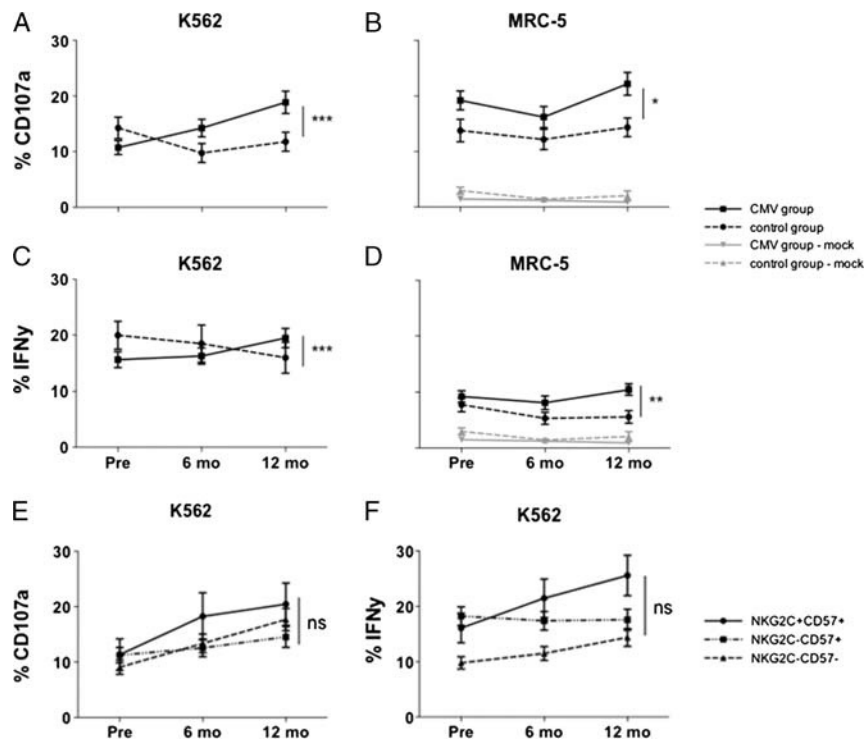 A
K562
B
MRC-5
% CD107a
30
20
10
0
***
*
CMV group
control group
CMV group - mock
control group - mock
C
K562
D
MRC-5
% IFNy
30
20
10
0
***
**
Pre
6 mo
12 mo
Pre
6 mo
12 mo
E
K562
F
K562
% CD107a
30
20
10
0
ns
% IFNy
30
20
10
0
ns
NKG2C+CD57+
NKG2C-CD57+
NKG2C-CD57-
Pre
6 mo
12 mo
Pre
6 mo
12 mo